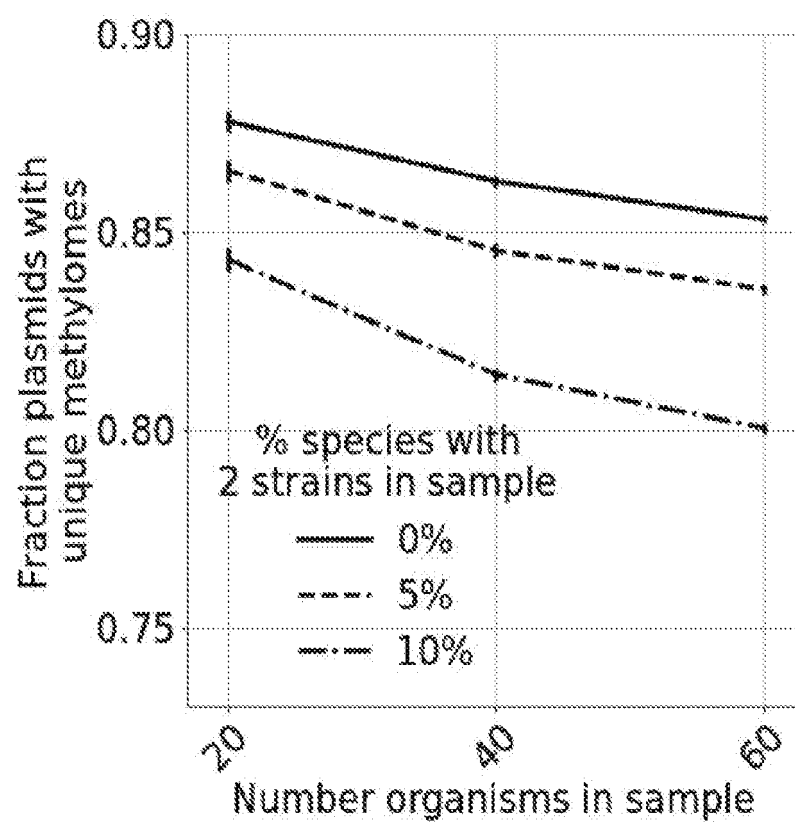 0.90
0.85
0.80
0.75
Fraction plasmids with
unique methylomes
% species with
2 strains in sample
0%
5%
10%
20
40
60
Number organisms in sample